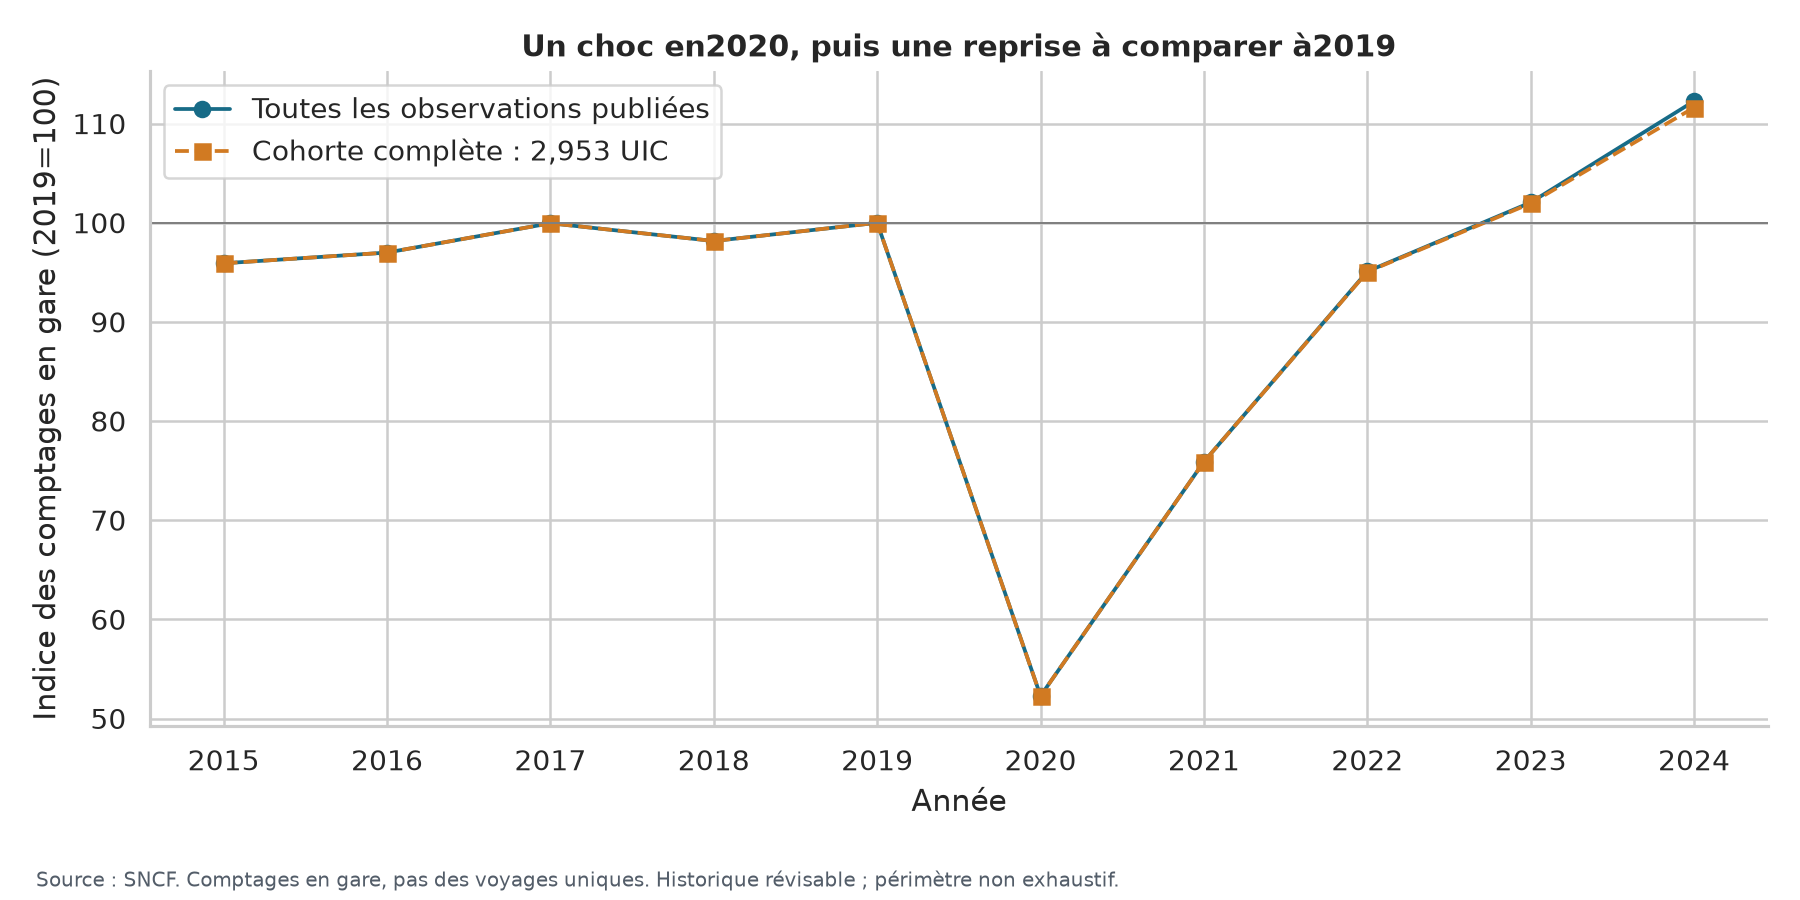 Un choc en2020, puis une reprise à comparer à2019
Indice des comptages en gare (2019=100)
Toutes les observations publiées
Cohorte complète : 2,953 UIC
110
100
90
80
70
60
50
2015 2016 2017 2018 2019 2020 2021 2022 2023 2024
Année
Source : SNCF. Comptages en gare, pas des voyages uniques. Historique révisable ; périmètre non exhaustif.